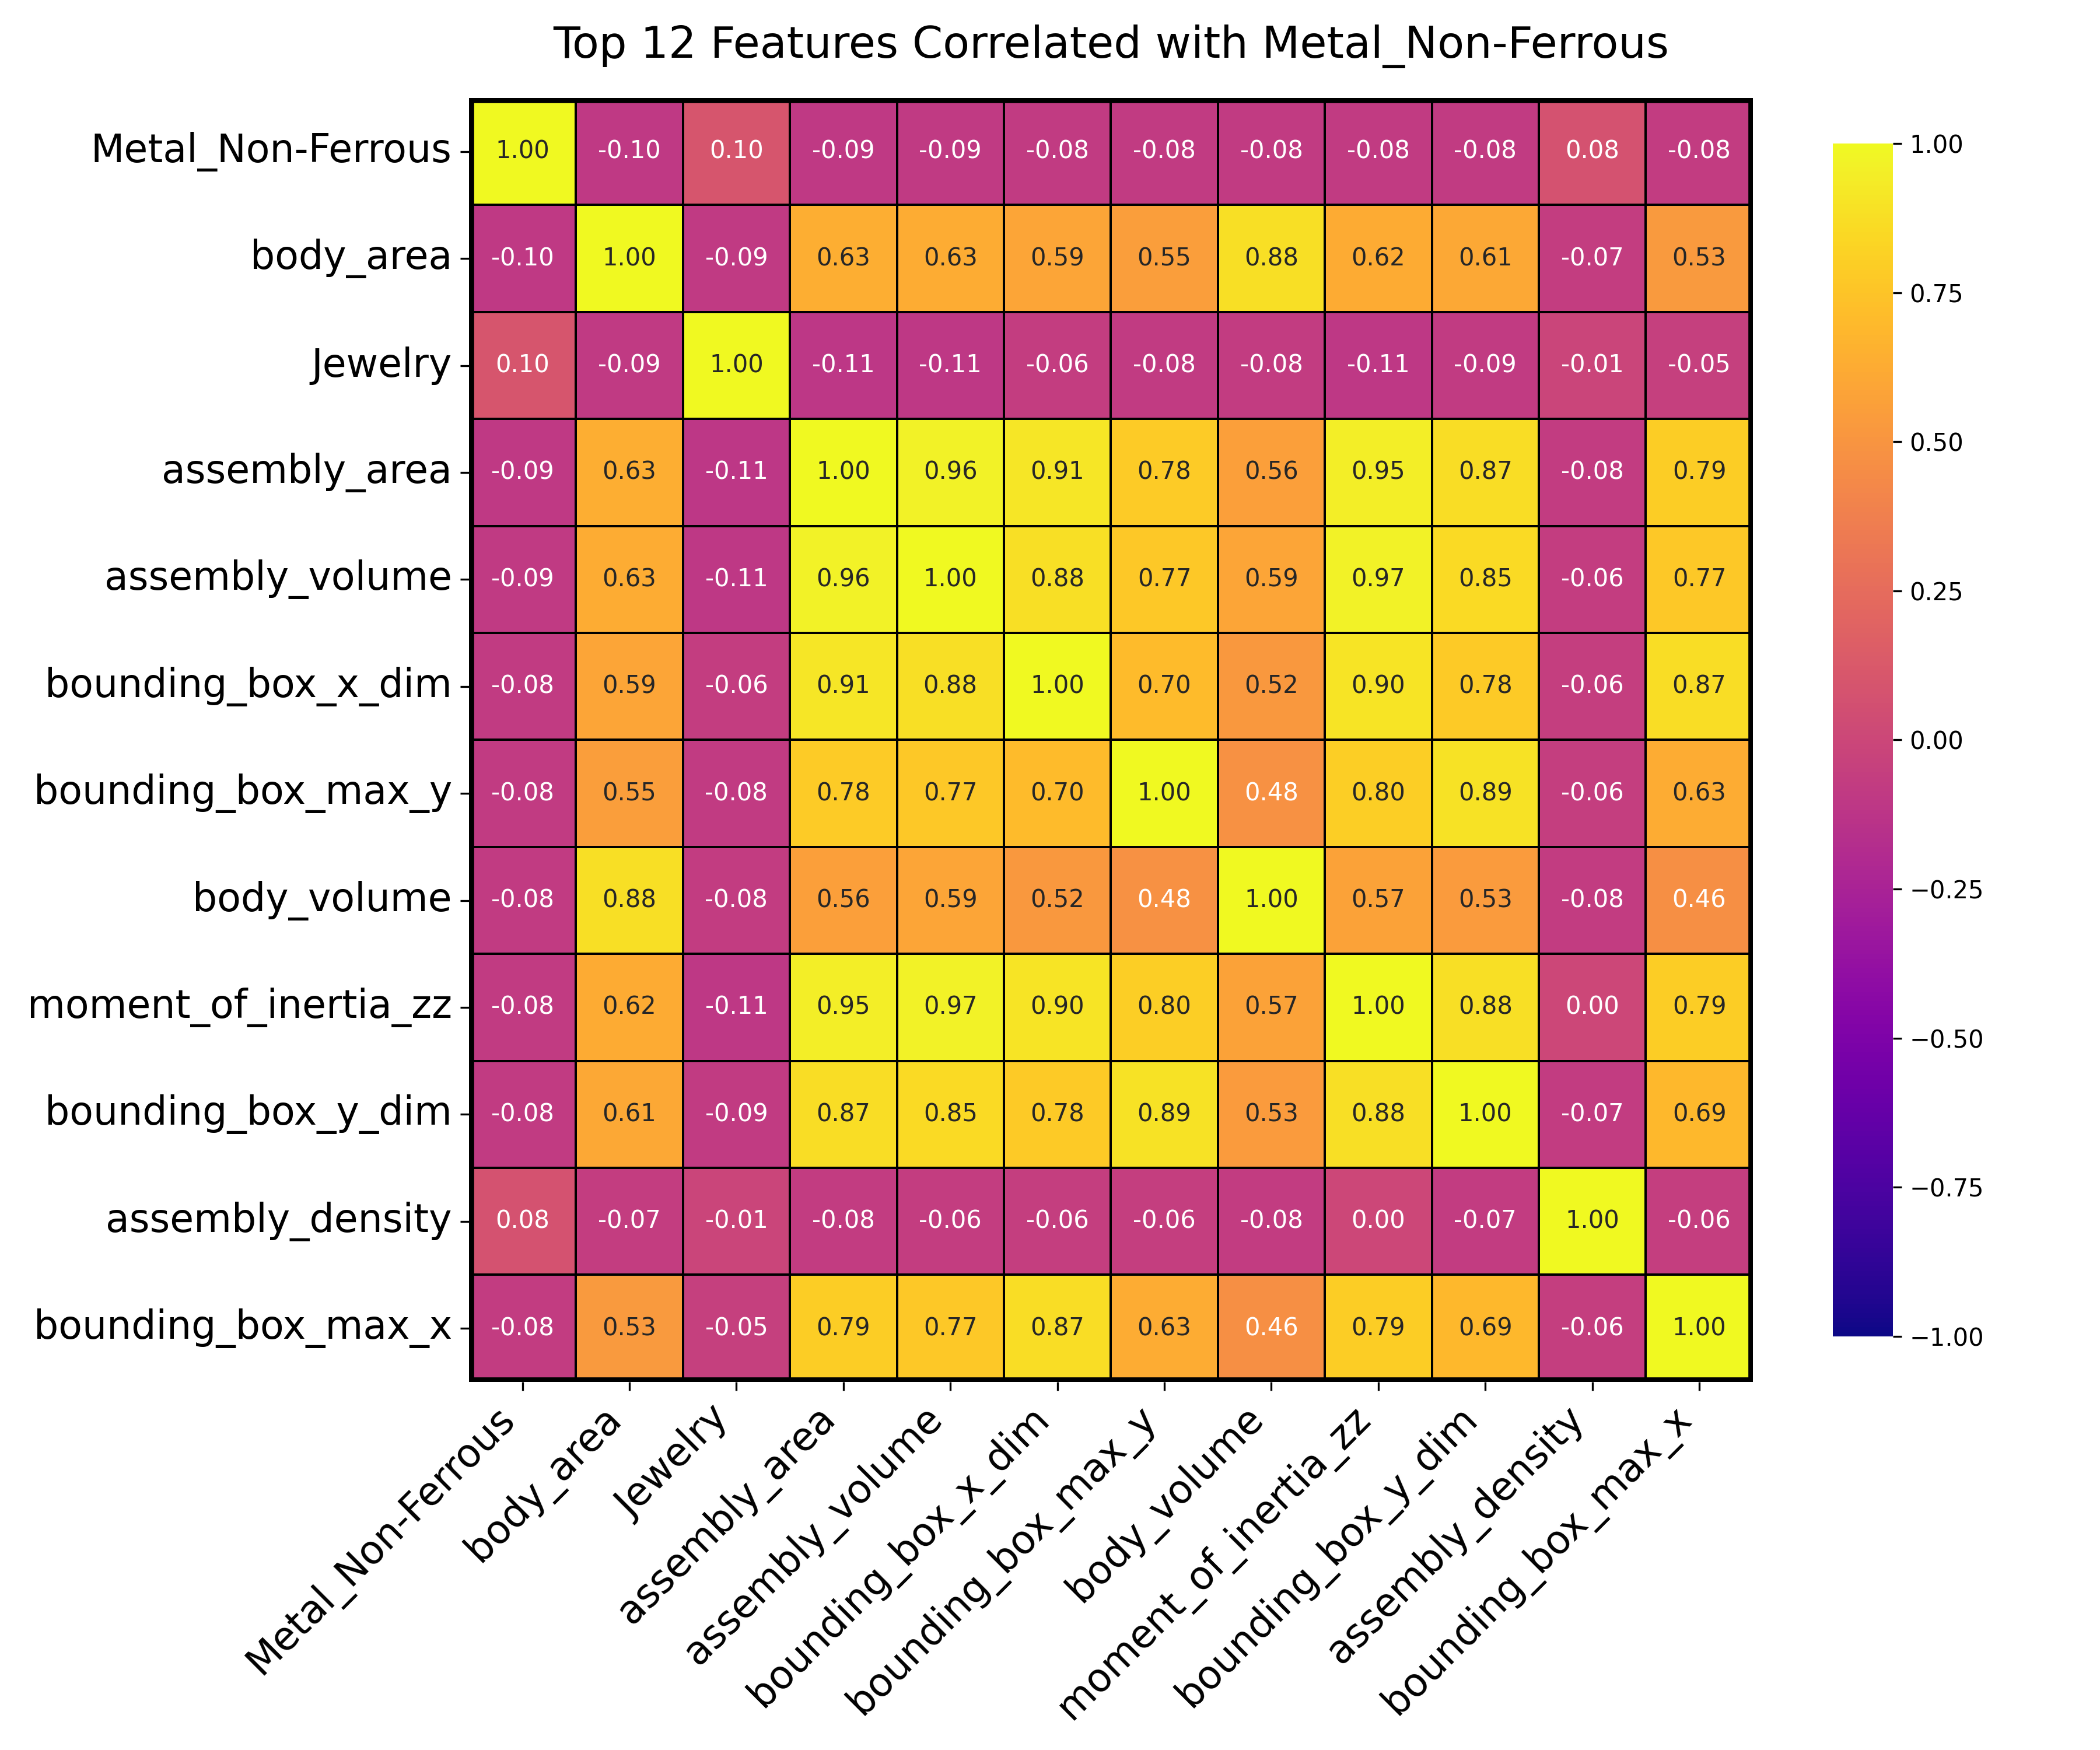 Top 12 Features Correlated with Metal_Non-Ferrous
Metal_Non-Ferrous 1.00 -0.10 0.10 -0.09 -0.09 -0.08 -0.08 -0.08 -0.08 -0.08 0.08 -0.08
body_area -0.10 1.00 -0.09 0.63 0.63 0.59 0.55 0.88 0.62 0.61 -0.07 0.53
Jewelry 0.10 -0.09 1.00 -0.11 -0.11 -0.06 -0.08 -0.08 -0.11 -0.09 -0.01 -0.05
assembly_area -0.09 0.63 -0.11 1.00 0.96 0.91 0.78 0.56 0.95 0.87 -0.08 0.79
assembly_volume -0.09 0.63 -0.11 0.96 1.00 0.88 0.77 0.59 0.97 0.85 -0.06 0.77
bounding_box_x_dim -0.08 0.59 -0.06 0.91 0.88 1.00 0.70 0.52 0.90 0.78 -0.06 0.87
bounding_box_max_y -0.08 0.55 -0.08 0.78 0.77 0.70 1.00 0.48 0.80 0.89 -0.06 0.63
body_volume -0.08 0.88 -0.08 0.56 0.59 0.52 0.48 1.00 0.57 0.53 -0.08 0.46
moment_of_inertia_zz -0.08 0.62 -0.11 0.95 0.97 0.90 0.80 0.57 1.00 0.88 0.00 0.79
bounding_box_y_dim -0.08 0.61 -0.09 0.87 0.85 0.78 0.89 0.53 0.88 1.00 -0.07 0.69
assembly_density 0.08 -0.07 -0.01 -0.08 -0.06 -0.06 -0.06 -0.08 0.00 -0.07 1.00 -0.06
bounding_box_max_x -0.08 0.53 -0.05 0.79 0.77 0.87 0.63 0.46 0.79 0.69 -0.06 1.00
Metal_Non-Ferrous
body_area
Jewelry
assembly_area
assembly_volume
bounding_box_x_dim
bounding_box_max_y
body_volume
moment_of_inertia_zz
bounding_box_y_dim
assembly_density
bounding_box_max_x
1.00
0.75
0.50
0.25
0.00
−0.25
−0.50
−0.75
−1.00